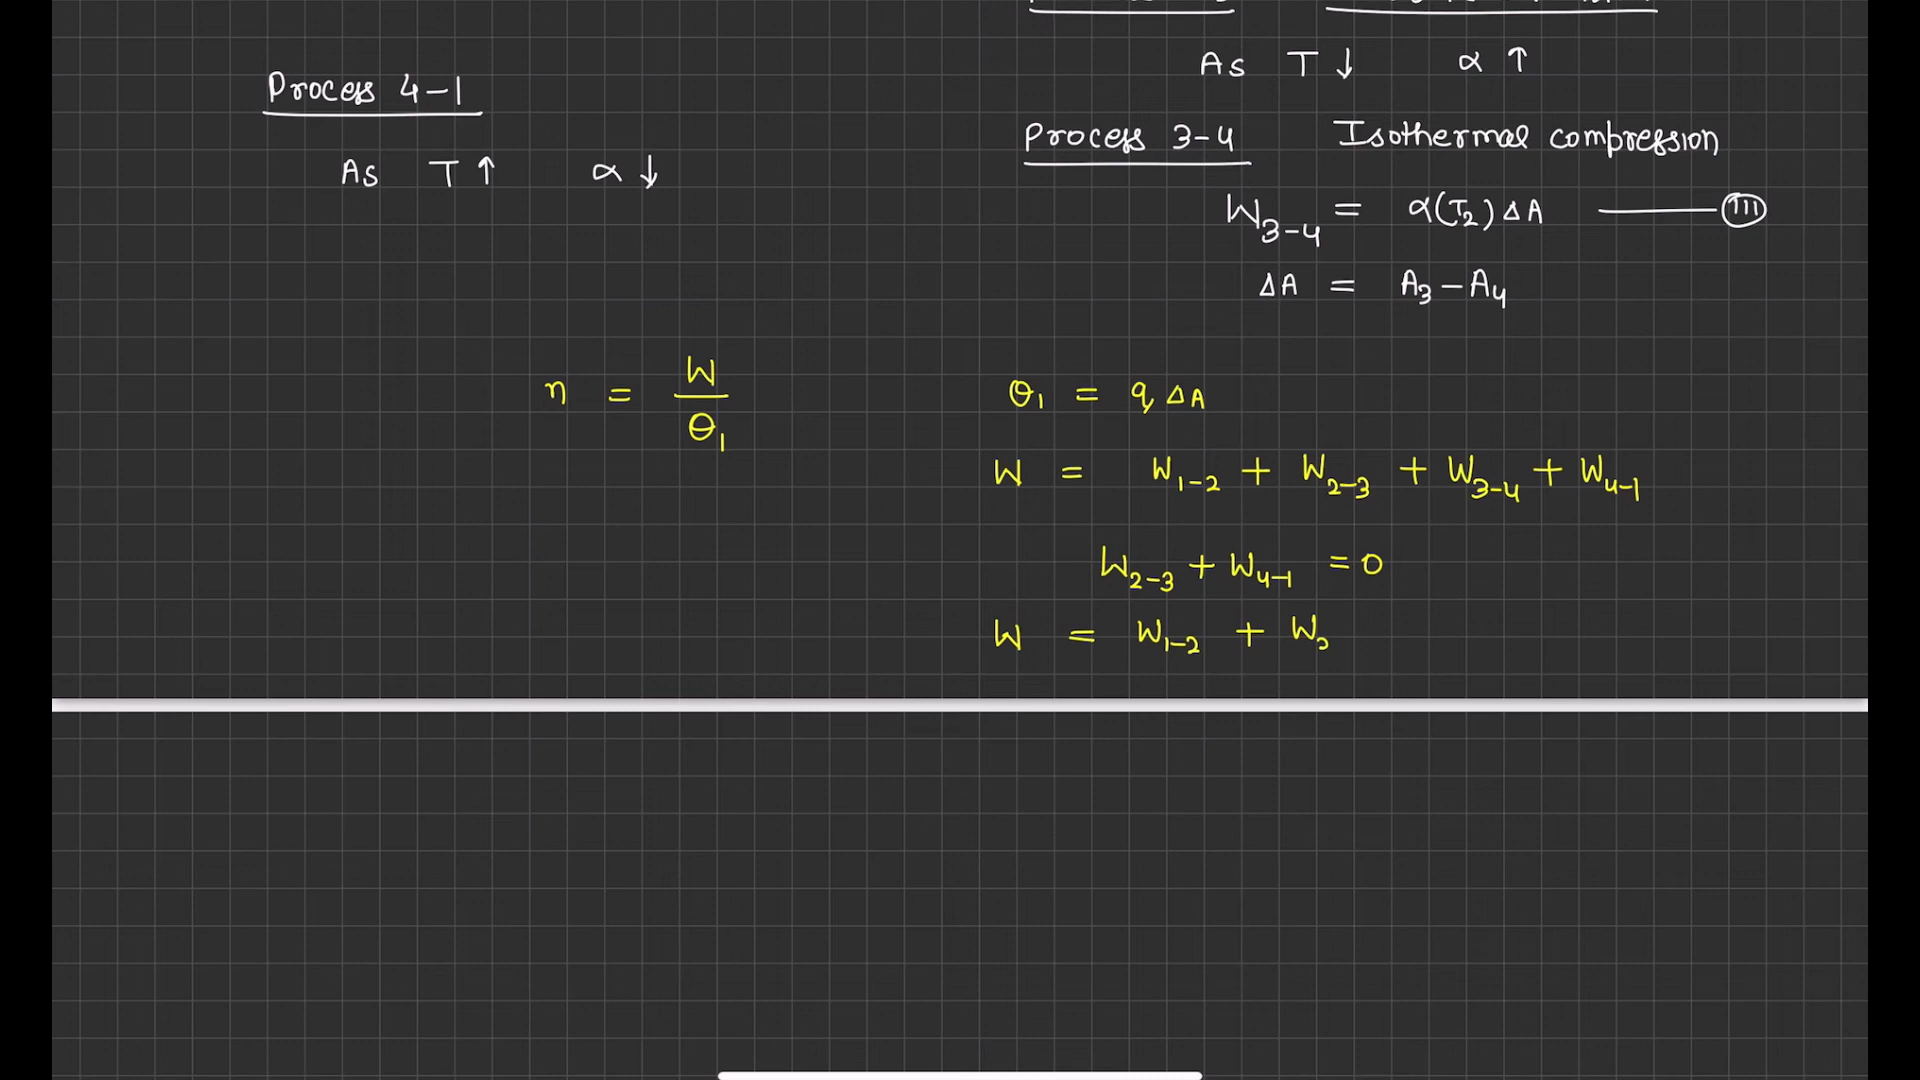 Process 4-1
As T ↑ α ↓
As T ↓ α ↑
Process 3-4 Isothermal compression
W₃₋₄ = α(T₂) ΔA ——— (III)
ΔA = A₃ - A₄
η = W / Θ₁
Θ₁ = q ΔA
W = W₁₋₂ + W₂₋₃ + W₃₋₄ + W₄₋₁
W₂₋₃ + W₄₋₁ = 0
W = W₁₋₂ + W₃